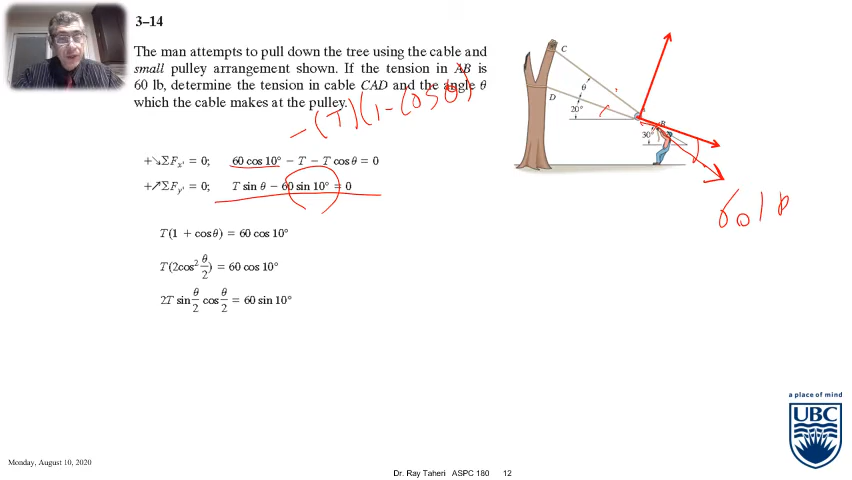 3–14
The man attempts to pull down the tree using the cable and
small pulley arrangement shown. If the tension in AB is
60 lb, determine the tension in cable CAD and the angle θ
which the cable makes at the pulley.
-(T)(1-cosθ)
+↘ΣFx' = 0; 60 cos 10° − T − T cos θ = 0
+↗ΣFy' = 0; T sin θ − 60 sin 10° = 0
T(1 + cosθ) = 60 cos 10°
T(2cos² θ/2) = 60 cos 10°
2T sin θ/2 cos θ/2 = 60 sin 10°
C
θ
D
20°
B
30°
60 lb
a place of mind
UBC
Monday, August 10, 2020
Dr. Ray Taheri ASPC 180 12